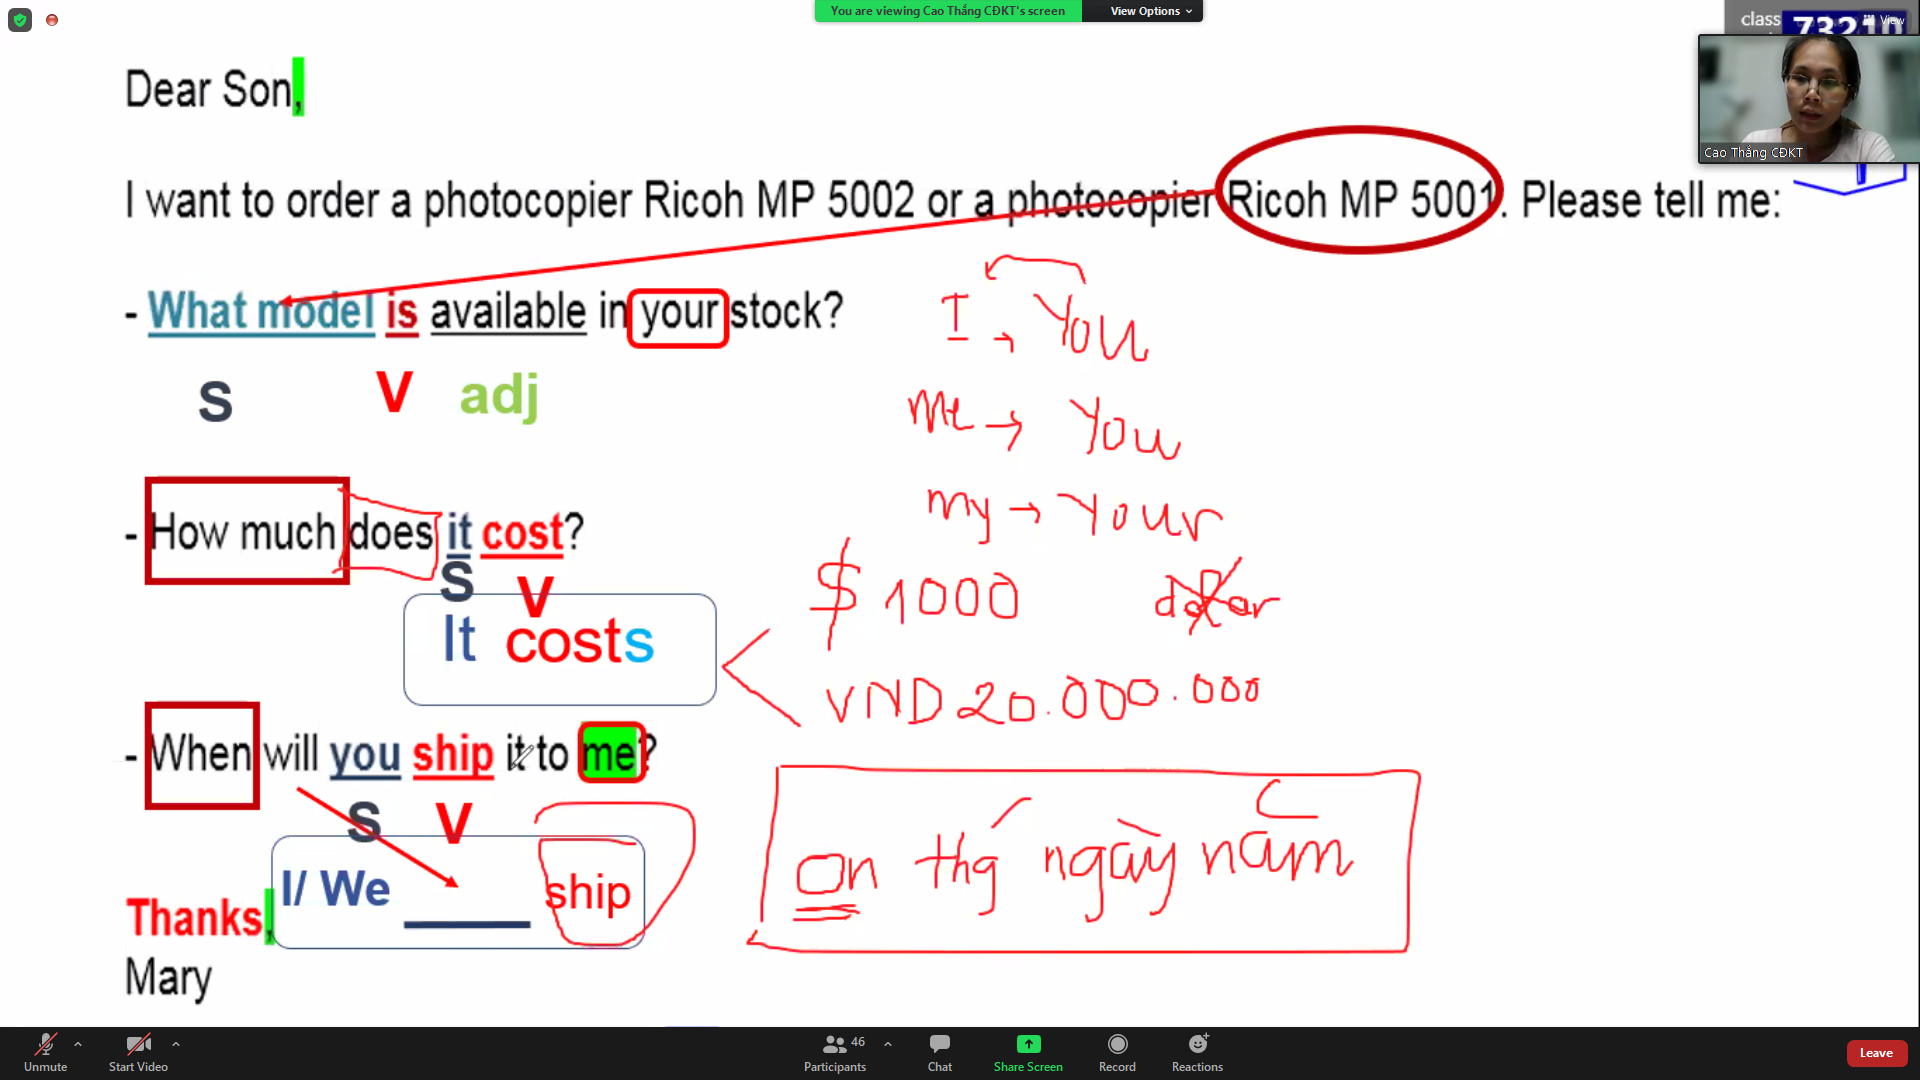 You are viewing Cao Thắng CĐKT's screen View Options
class 73210 View
Cao Thắng CĐKT
Dear Son,
I want to order a photocopier Ricoh MP 5002 or a photocopier Ricoh MP 5001. Please tell me:
- What model is available in your stock?
S V adj
I → You
Me → You
my → Your
- How much does it cost?
S V
It costs
$ 1000 dollar
VND 20.000.000
- When will you ship it to me?
S V
I/ We ______ ship
on thứ ngày năm
Thanks,
Mary
Unmute Start Video 46 Participants Chat Share Screen Record Reactions Leave